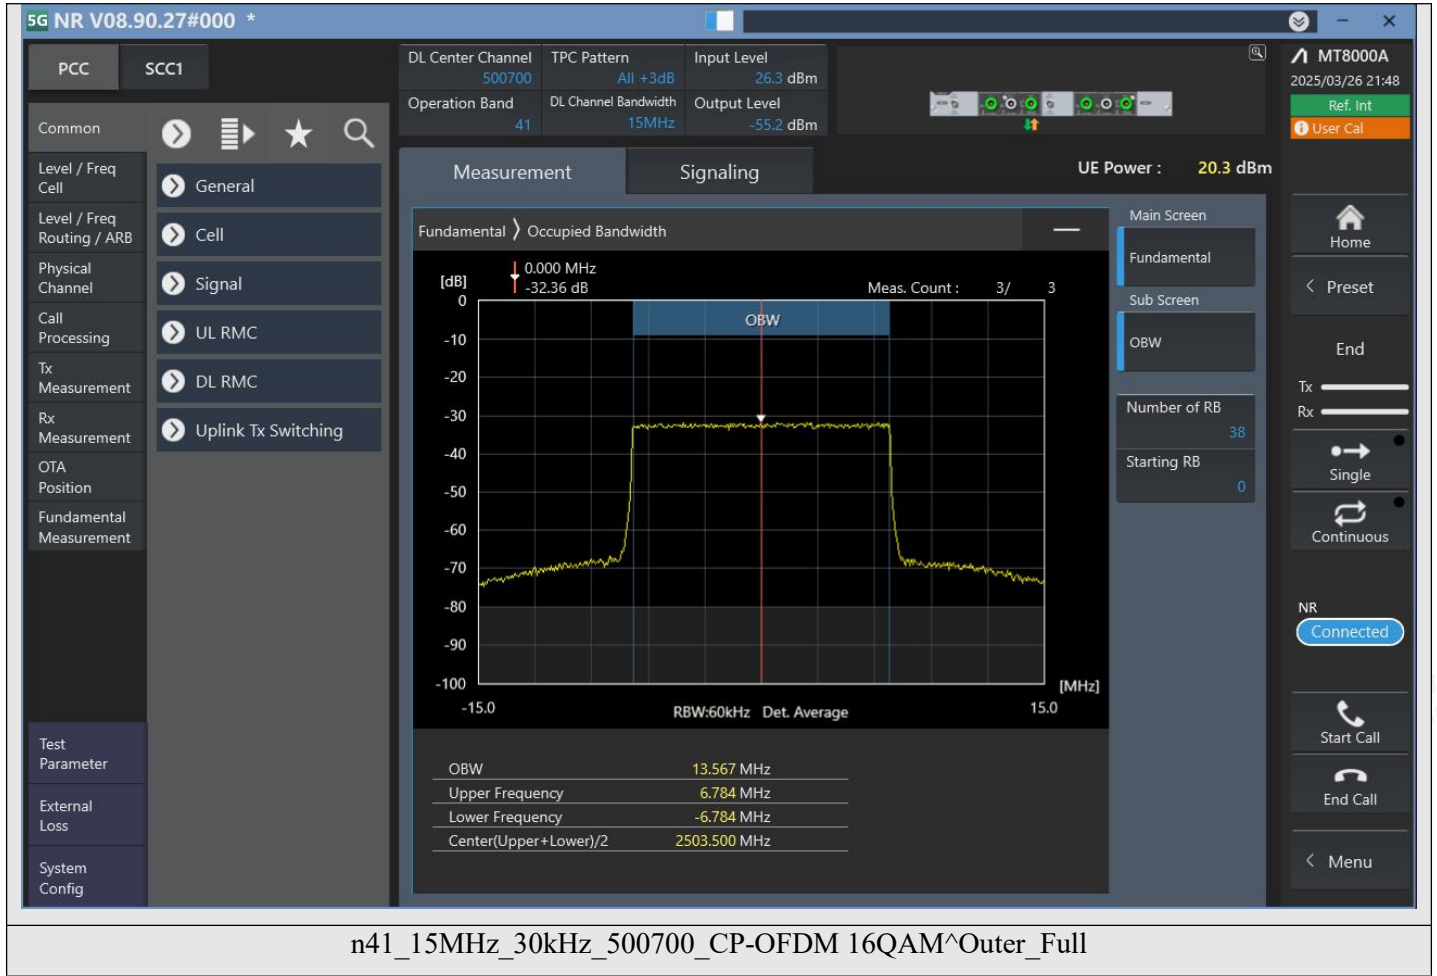 5G NR V08.90.27#000 *
PCC
SCC1
DL Center Channel
500700
TPC Pattern
All +3dB
Input Level
26.3 dBm
Operation Band
41
DL Channel Bandwidth
15MHz
Output Level
-55.2 dBm
MT8000A
2025/03/26 21:48
Ref. Int
User Cal
Common
Level / Freq
Cell
Level / Freq
Routing / ARB
Physical
Channel
Call
Processing
Tx
Measurement
Rx
Measurement
OTA
Position
Fundamental
Measurement
Test
Parameter
External
Loss
System
Config
General
Cell
Signal
UL RMC
DL RMC
Uplink Tx Switching
Measurement
Signaling
UE Power : 20.3 dBm
Fundamental > Occupied Bandwidth
[dB]
0.000 MHz
-32.36 dB
Meas. Count : 3/ 3
OBW
0
-10
-20
-30
-40
-50
-60
-70
-80
-90
-100
[MHz]
-15.0
RBW:60kHz Det. Average
15.0
OBW 13.567 MHz
Upper Frequency 6.784 MHz
Lower Frequency -6.784 MHz
Center(Upper+Lower)/2 2503.500 MHz
Main Screen
Fundamental
Sub Screen
OBW
Number of RB
38
Starting RB
0
Home
< Preset
End
Tx
Rx
Single
Continuous
NR
Connected
Start Call
End Call
< Menu
n41_15MHz_30kHz_500700_CP-OFDM 16QAM^Outer_Full